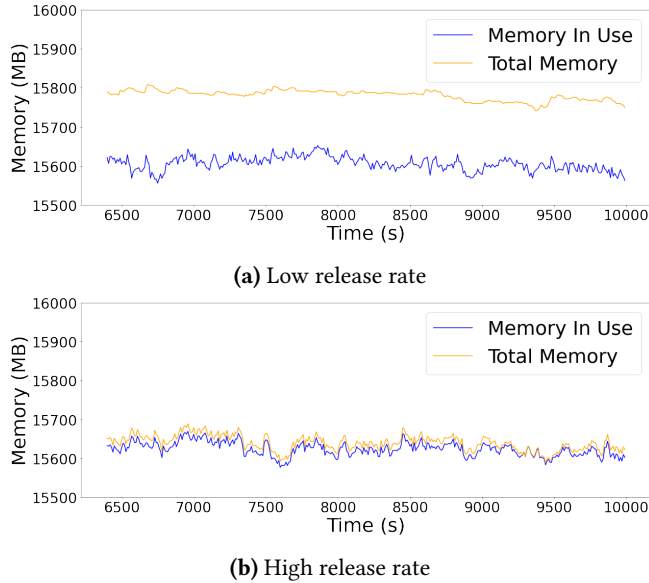 16000
15900
15800
15700
15600
15500
Memory (MB)
Memory In Use
Total Memory
6500 7000 7500 8000 8500 9000 9500 10000
Time (s)
(a) Low release rate
16000
15900
15800
15700
15600
15500
Memory (MB)
Memory In Use
Total Memory
6500 7000 7500 8000 8500 9000 9500 10000
Time (s)
(b) High release rate